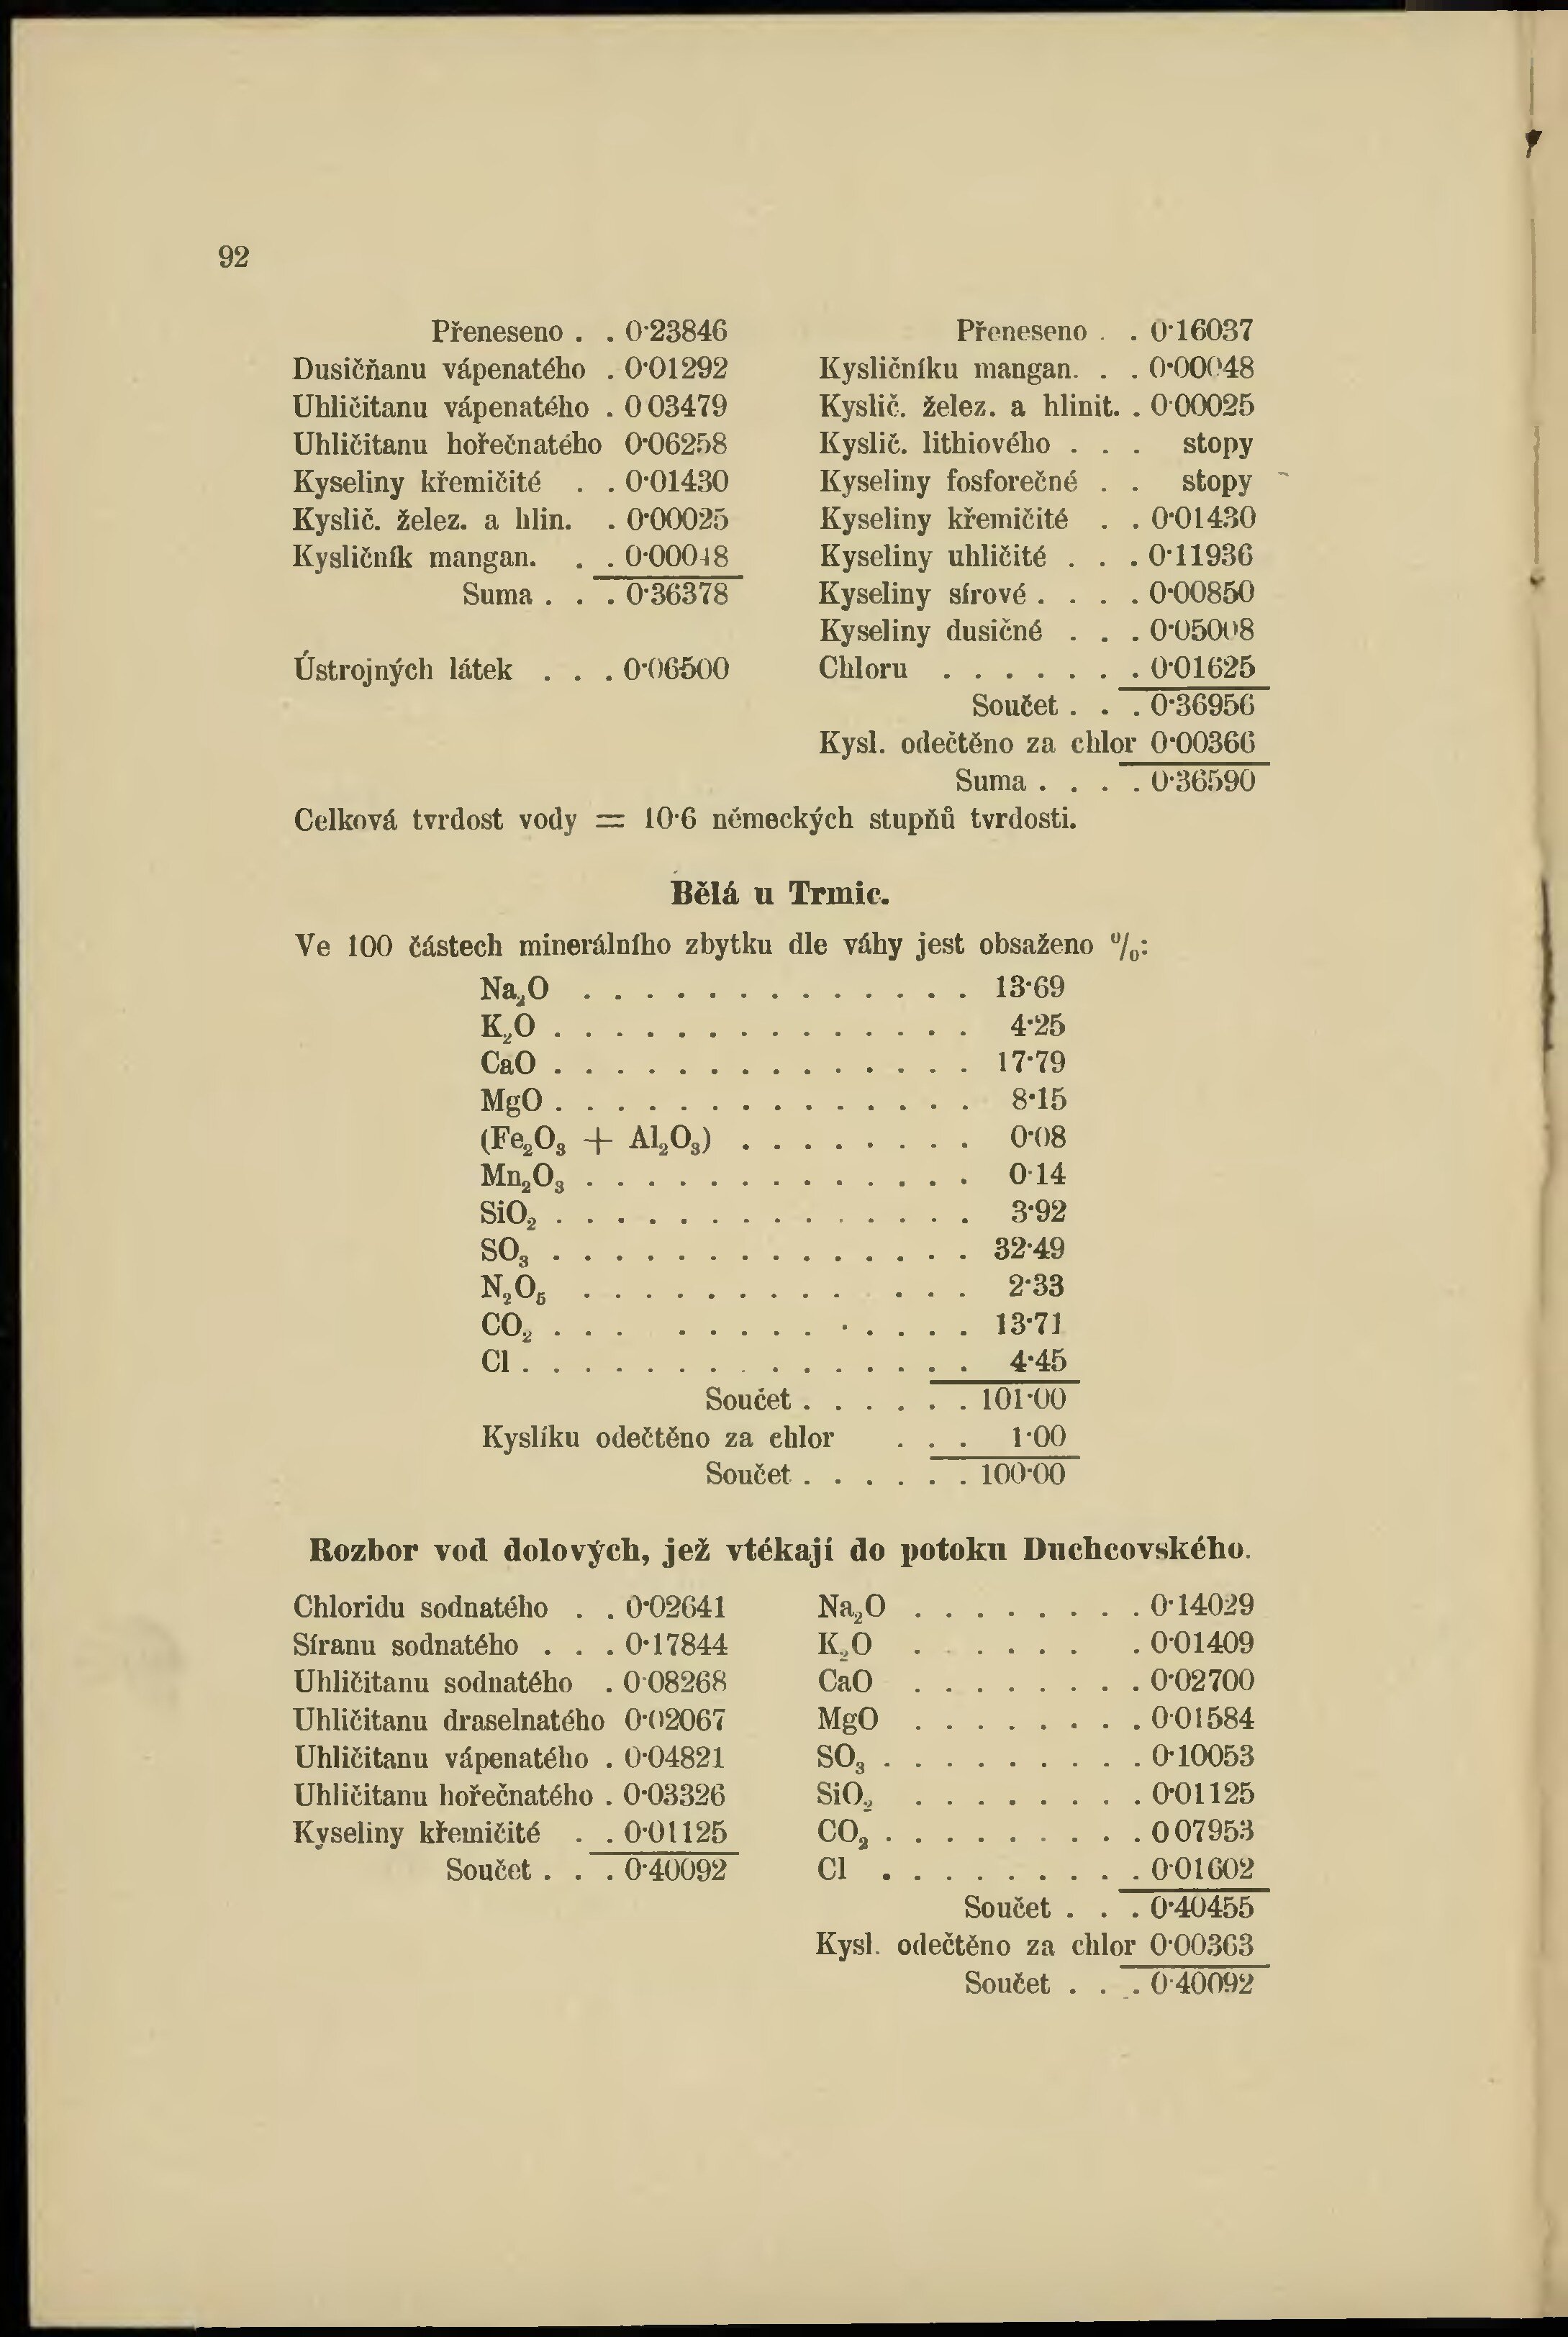 92
Přeneseno . . 0·23846
Dusičňanu vápenatého . 0·01292
Uhličitanu vápenatého . 0 03479
Uhličitanu hořečnatého 0·06258
Kyseliny křemičité . . 0·01430
Kyslič. želez. a hlin. . 0·00025
Kysličník mangan. . . 0·00048
Suma . . . 0·36378
Ústrojných látek . . . 0·06500
Přeneseno . . 0·16037
Kysličníku mangan. . . 0·00048
Kyslič. želez. a hlinit. . 0·00025
Kyslič. lithiového . . . stopy
Kyseliny fosforečné . . stopy
Kyseliny křemičité . . 0·01430
Kyseliny uhličité . . . 0·11936
Kyseliny sírové . . . . 0·00850
Kyseliny dusičné . . . 0·05008
Chloru . . . . . . . 0·01625
Součet . . . 0·36956
Kysl. odečtěno za chlor 0·00366
Suma . . . . 0·36590
Celková tvrdost vody = 10·6 německých stupňů tvrdosti.
Bělá u Trmic.
Ve 100 částech minerálního zbytku dle váhy jest obsaženo %:
Na₂O . . . . . . . . . . . . . 13·69
K₂O . . . . . . . . . . . . . . 4·25
CaO . . . . . . . . . . . . . . 17·79
MgO . . . . . . . . . . . . . . 8·15
(Fe₂O₃ + Al₂O₃) . . . . . . . . 0·08
Mn₂O₃ . . . . . . . . . . . . . 0·14
SiO₂ . . . . . . . . . . . . . . 3·92
SO₃ . . . . . . . . . . . . . . 32·49
N₂O₅ . . . . . . . . . . . . . 2·33
CO₂ . . . . . . . . . . . . . 13·71
Cl . . . . . . . . . . . . . . . 4·45
Součet . . . . . . 101·00
Kyslíku odečtěno za chlor . . . 1·00
Součet . . . . . . 100·00
Rozbor vod dolových, jež vtékají do potoku Duchcovského.
Chloridu sodnatého . . 0·02641
Síranu sodnatého . . . 0·17844
Uhličitanu sodnatého . 0·08268
Uhličitanu draselnatého 0·02067
Uhličitanu vápenatého . 0·04821
Uhličitanu hořečnatého . 0·03326
Kyseliny křemičité . . 0·01125
Součet . . . 0·40092
Na₂O . . . . . . . . 0·14029
K₂O . . . . . . . 0·01409
CaO . . . . . . . . 0·02700
MgO . . . . . . . . 0·01584
SO₃ . . . . . . . . . 0·10053
SiO₂ . . . . . . . . 0·01125
CO₂ . . . . . . . . . 0 07953
Cl . . . . . . . . . 0·01602
Součet . . . 0·40455
Kysl. odečtěno za chlor 0·00363
Součet . . . 0·40092